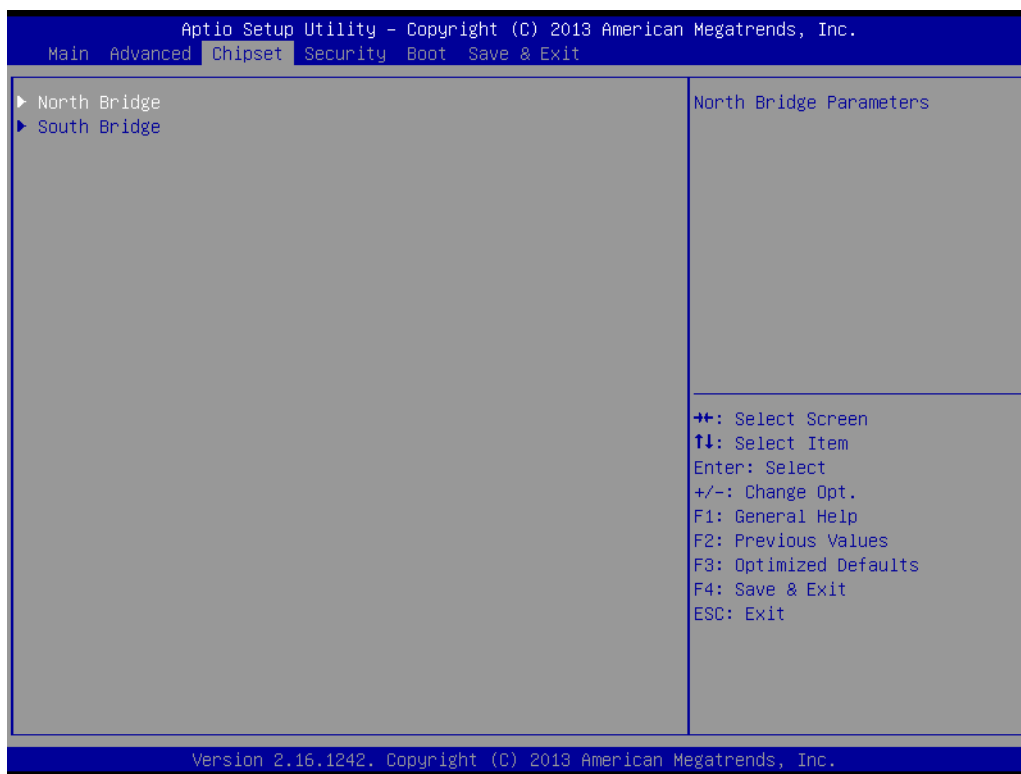 Aptio Setup Utility – Copyright (C) 2013 American Megatrends, Inc.
Main Advanced Chipset Security Boot Save & Exit
▶ North Bridge
▶ South Bridge
North Bridge Parameters
→←: Select Screen
↑↓: Select Item
Enter: Select
+/-: Change Opt.
F1: General Help
F2: Previous Values
F3: Optimized Defaults
F4: Save & Exit
ESC: Exit
Version 2.16.1242. Copyright (C) 2013 American Megatrends, Inc.